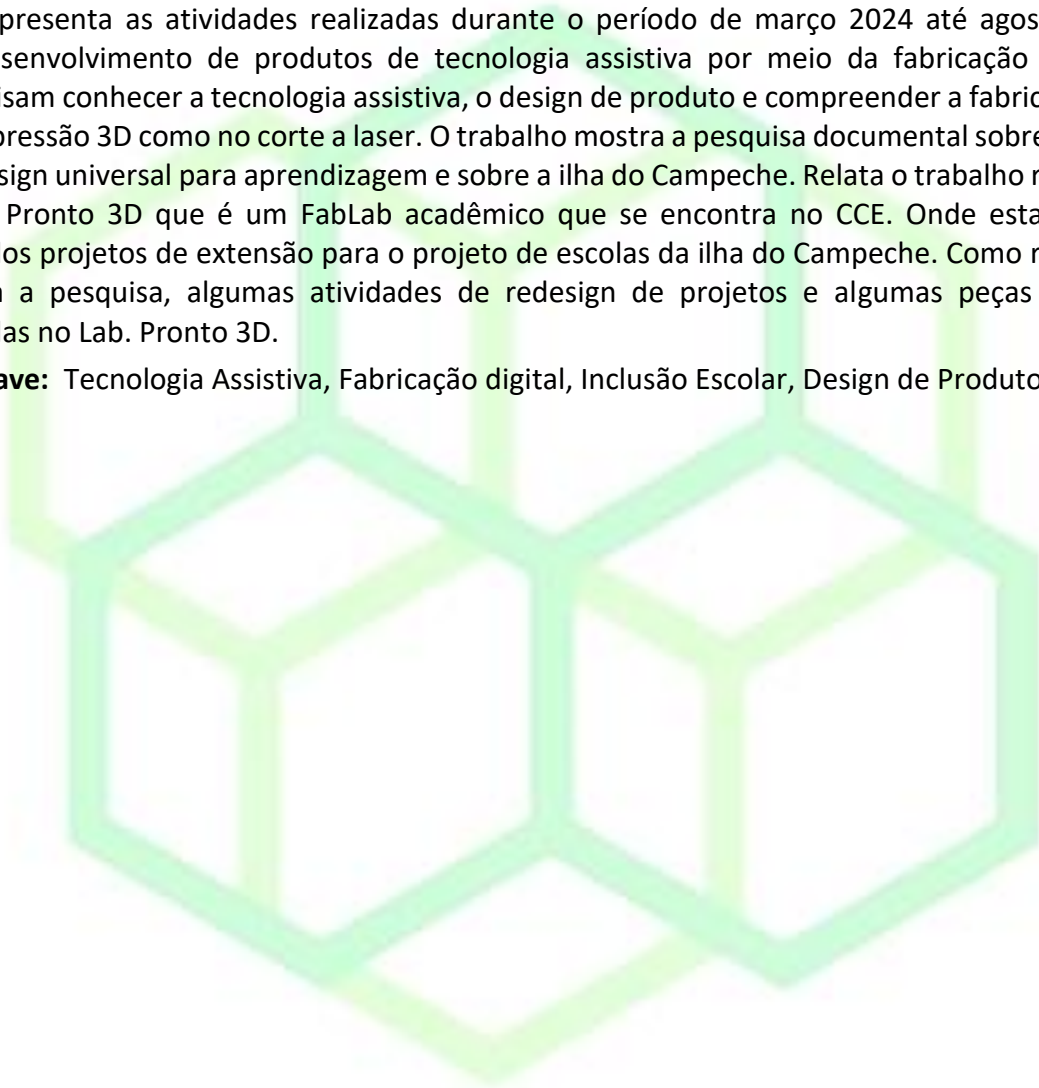 presenta as atividades realizadas durante o período de março 2024 até agos
senvolvimento de produtos de tecnologia assistiva por meio da fabricação
isam conhecer a tecnologia assistiva, o design de produto e compreender a fabric
pressão 3D como no corte a laser. O trabalho mostra a pesquisa documental sobre
sign universal para aprendizagem e sobre a ilha do Campeche. Relata o trabalho r
Pronto 3D que é um FabLab acadêmico que se encontra no CCE. Onde esta
los projetos de extensão para o projeto de escolas da ilha do Campeche. Como r
a pesquisa, algumas atividades de redesign de projetos e algumas peças
las no Lab. Pronto 3D.
ave: Tecnologia Assistiva, Fabricação digital, Inclusão Escolar, Design de Produto